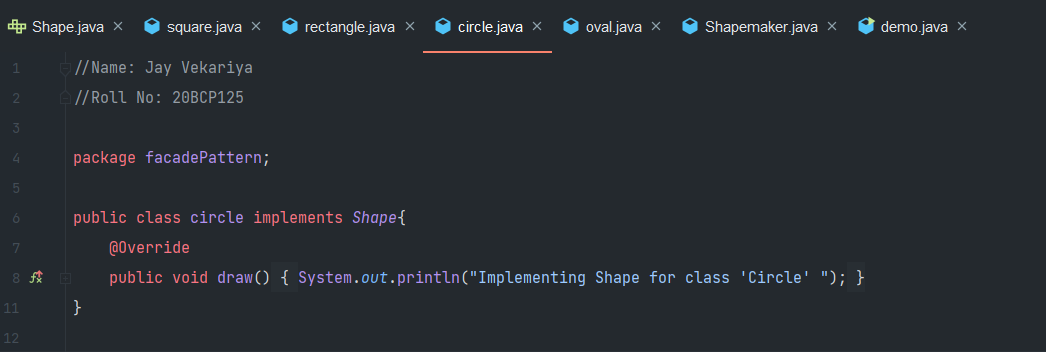 Shape.java × square.java × rectangle.java × circle.java × oval.java × Shapemaker.java × demo.java ×
1 //Name: Jay Vekariya
2 //Roll No: 20BCP125
3
4 package facadePattern;
5
6 public class circle implements Shape{
7 @Override
8 public void draw() { System.out.println("Implementing Shape for class 'Circle' "); }
11 }
12